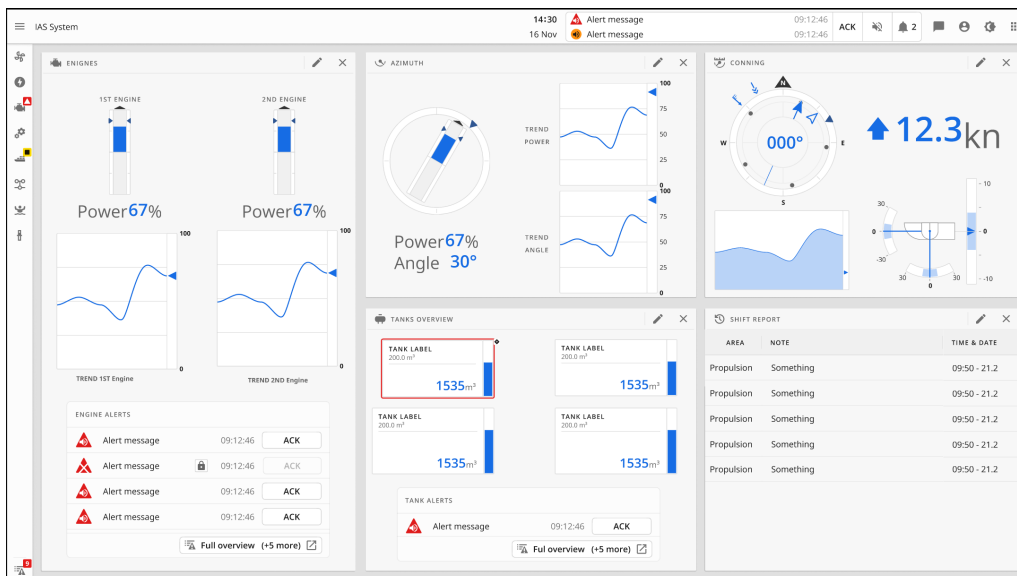 IAS System
14:30
16 Nov
Alert message 09:12:46
Alert message 09:12:46
ACK
2
ENIGNES
1ST ENGINE
2ND ENGINE
Power67%
Power67%
100
0
100
0
TREND 1ST Engine
TREND 2ND Engine
ENGINE ALERTS
Alert message 09:12:46 ACK
Alert message 09:12:46 ACK
Alert message 09:12:46 ACK
Alert message 09:12:46 ACK
Full overview (+5 more)
9
AZIMUTH
Power67%
Angle 30°
TREND
POWER
100
75
50
25
TREND
ANGLE
100
75
50
25
0
CONNING
N
W
E
S
000°
12.3kn
30
0
-30
30
0
30
10
0
-10
TANKS OVERVIEW
TANK LABEL
200.0 m³
1535m³
TANK LABEL
200.0 m³
1535m³
TANK LABEL
200.0 m³
1535m³
TANK LABEL
200.0 m³
1535m³
TANK ALERTS
Alert message 09:12:46 ACK
Ful overview (+5 more)
SHIFT REPORT
AREA NOTE TIME & DATE
Propulsion Something 09:50 - 21.2
Propulsion Something 09:50 - 21.2
Propulsion Something 09:50 - 21.2
Propulsion Something 09:50 - 21.2
Propulsion Something 09:50 - 21.2